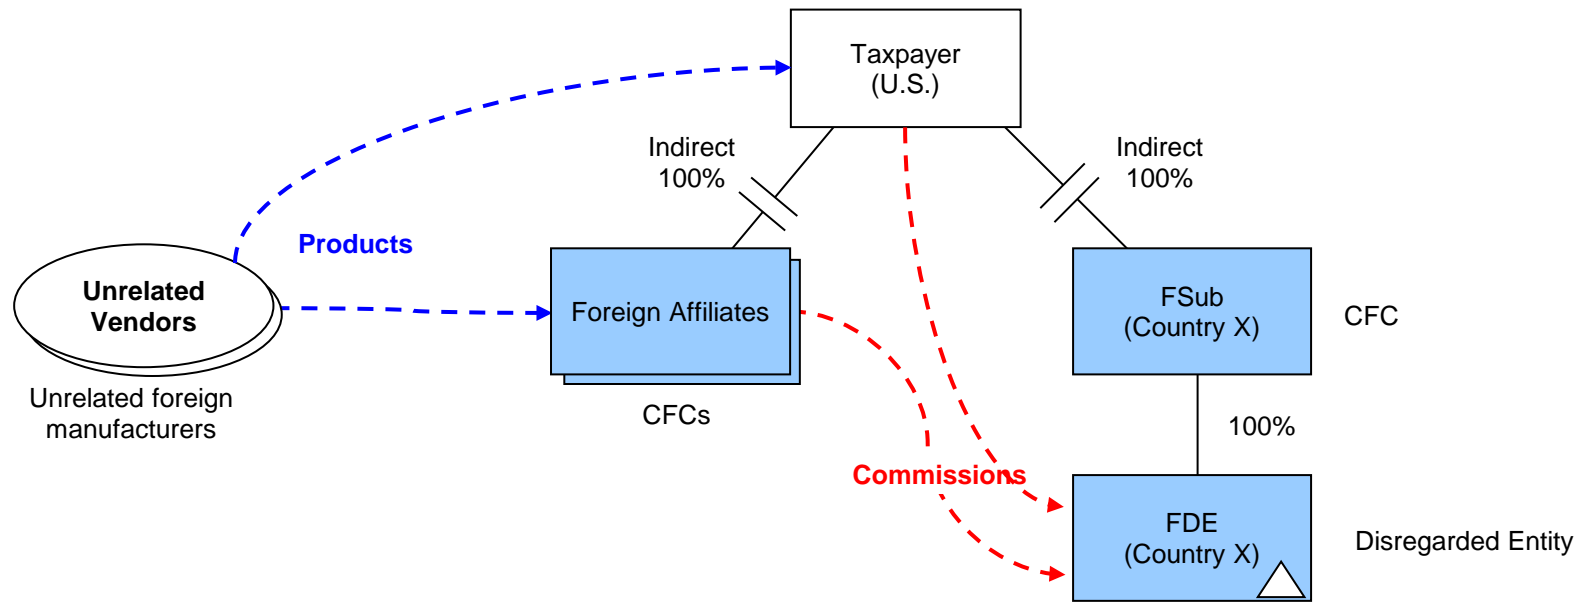 Taxpayer
(U.S.)
Indirect
100%
Indirect
100%
Products
Unrelated
Vendors
Unrelated foreign
manufacturers
Foreign Affiliates
CFCs
FSub
(Country X)
CFC
100%
Commissions
FDE
(Country X)
Disregarded Entity